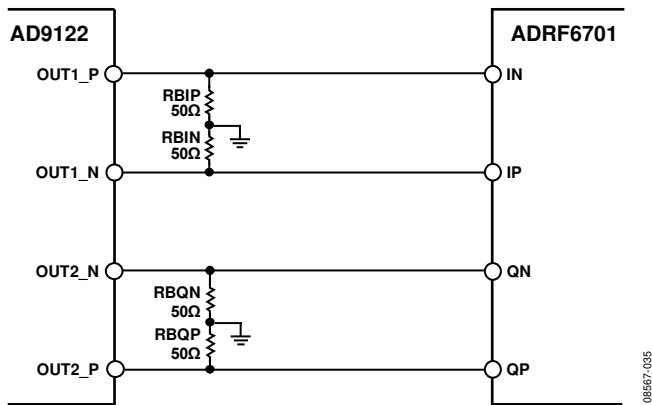 AD9122
ADRF6701
OUT1_P
IN
RBIP
50Ω
RBIN
50Ω
OUT1_N
IP
OUT2_N
QN
RBQN
50Ω
RBQP
50Ω
OUT2_P
QP
08567-035